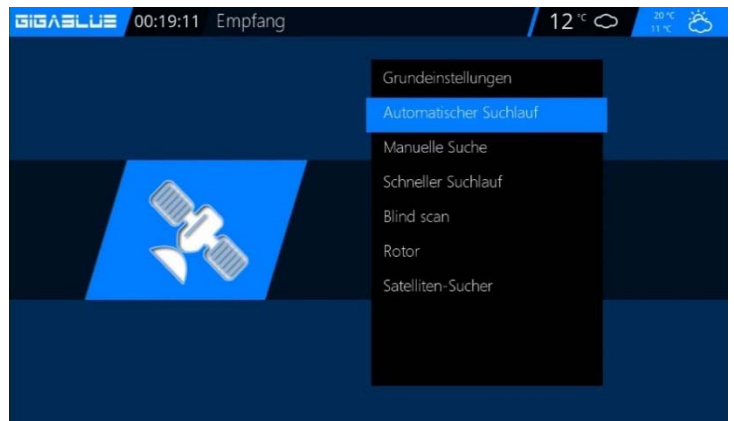 GIGABLUE 00:19:11 Empfang 12 °C 20 °C
11 °C
Grundeinstellungen
Automatischer Suchlauf
Manuelle Suche
Schneller Suchlauf
Blind scan
Rotor
Satelliten-Sucher